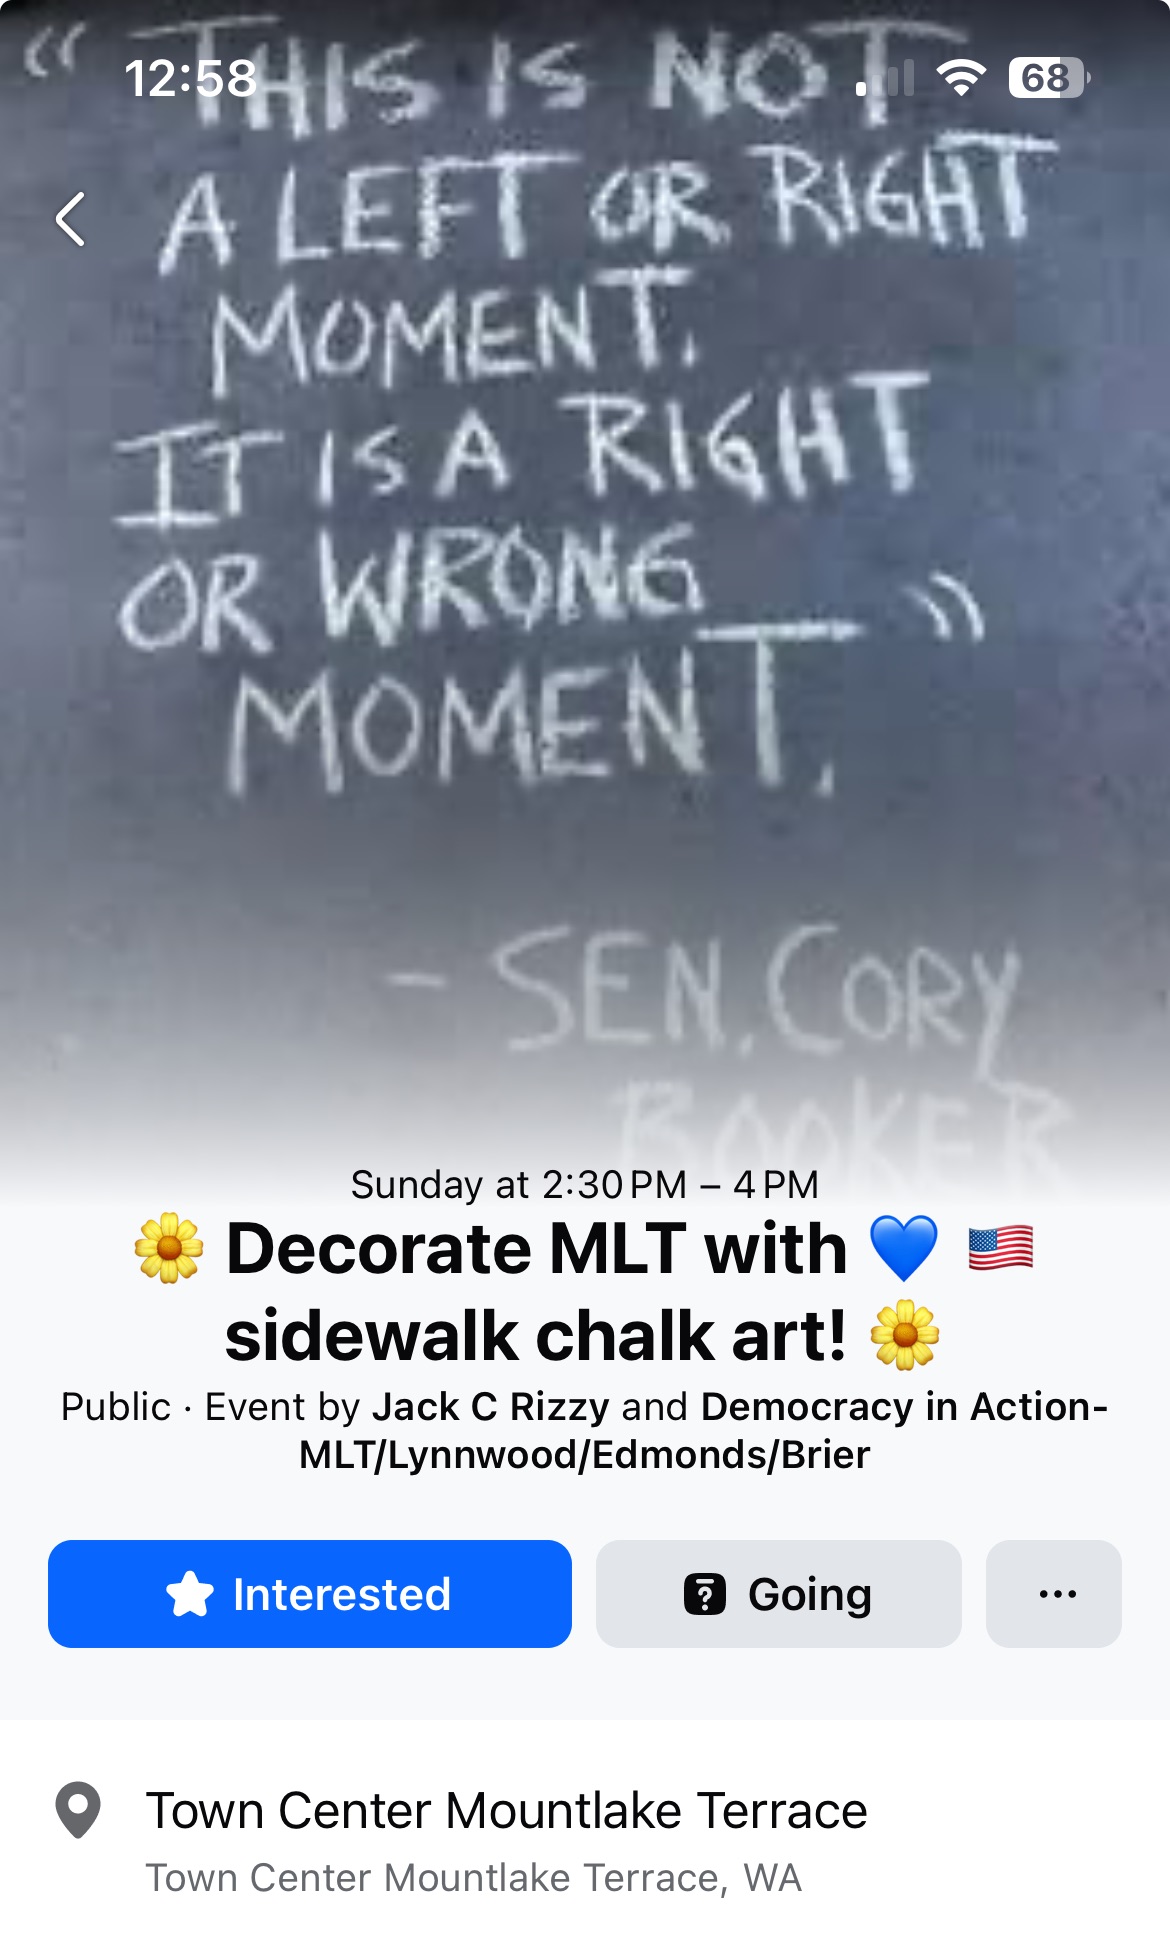 “ THIS IS NOT
12:58
68
A LEFT OR RIGHT
MOMENT.
IT IS A RIGHT
OR WRONG
MOMENT. ”
- SEN. CORY
BOOKER
Sunday at 2:30 PM – 4 PM
🌼 Decorate MLT with 💙 🇺🇸
sidewalk chalk art! 🌼
Public · Event by Jack C Rizzy and Democracy in Action-
MLT/Lynnwood/Edmonds/Brier
Interested
Going
Town Center Mountlake Terrace
Town Center Mountlake Terrace, WA